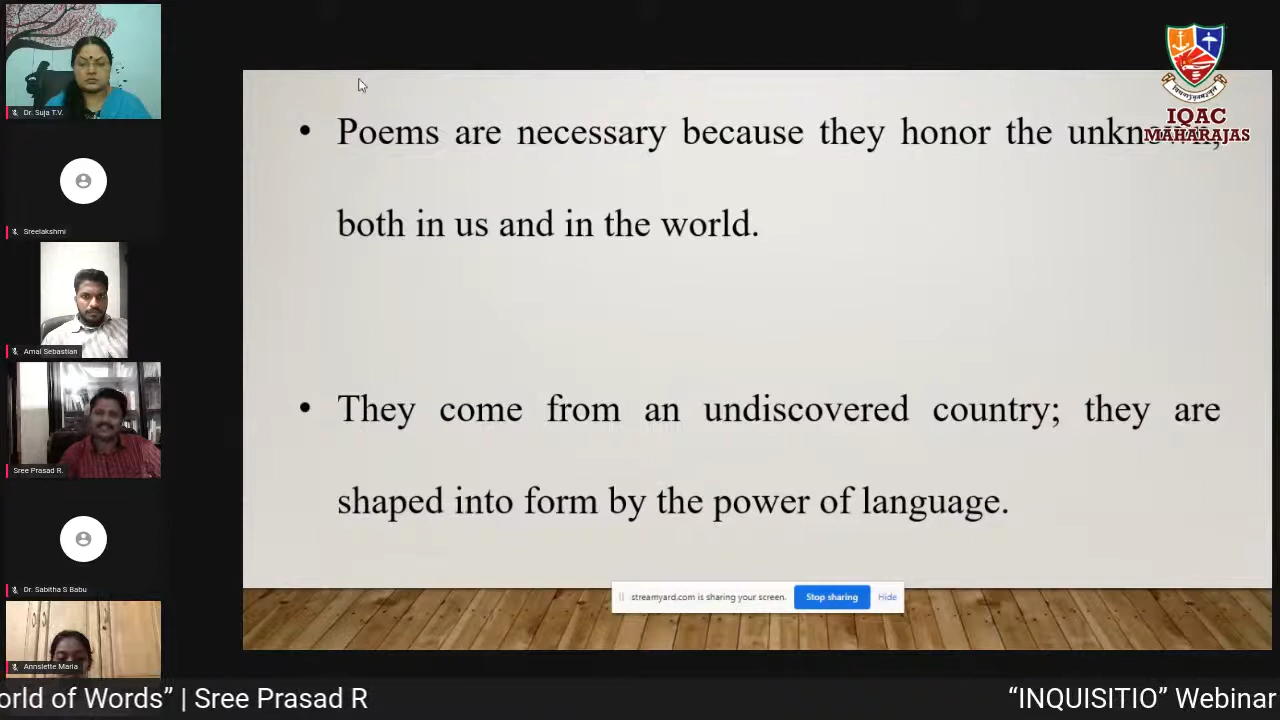 Dr. Suja T.V.
Sreelakshmi
Amal Sebastian
Sree Prasad R.
Dr. Sabitha S Babu
Annsiette Maria
IQAC
MAHARAJAS
• Poems are necessary because they honor the unknown,
both in us and in the world.
• They come from an undiscovered country; they are
shaped into form by the power of language.
streamyard.com is sharing your screen.
Stop sharing
Hide
orld of Words” | Sree Prasad R
“INQUISITIO” Webinar